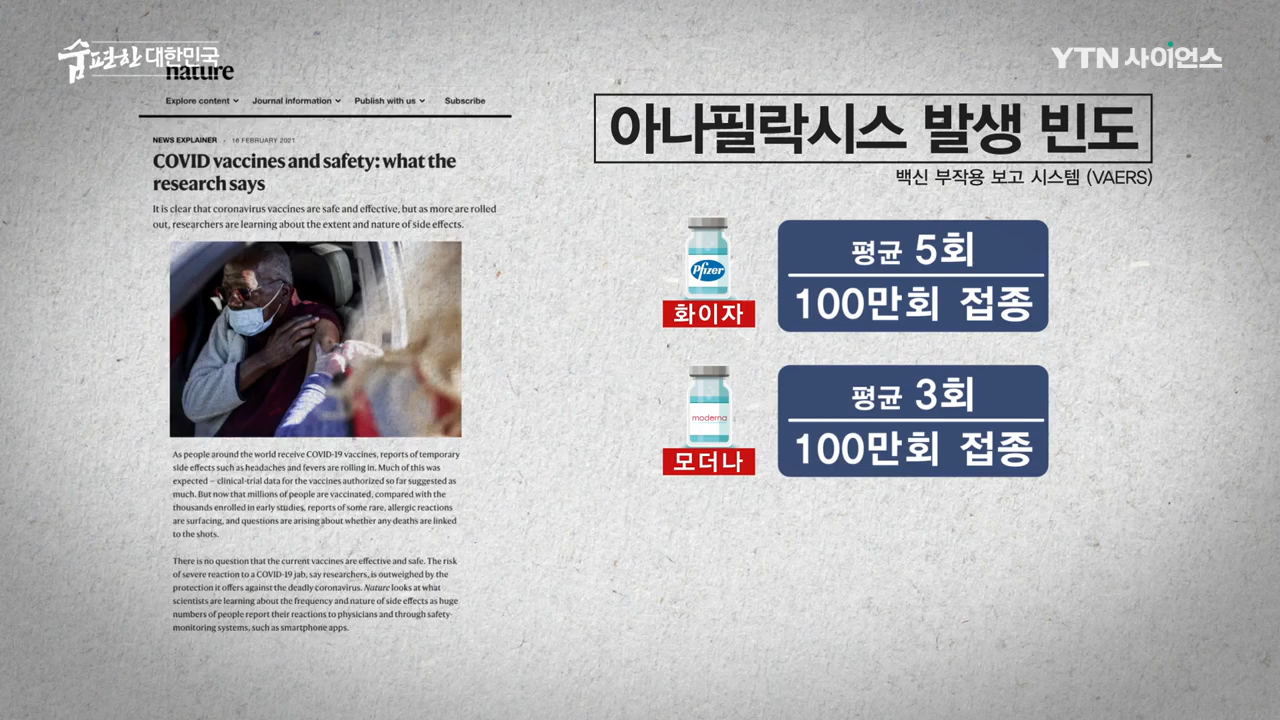 숨편한 대한민국
YTN 사이언스
nature
Explore content
Journal information
Publish with us
Subscribe
NEWS EXPLAINER · 16 FEBRUARY 2021
COVID vaccines and safety: what the
research says
It is clear that coronavirus vaccines are safe and effective, but as more are rolled
out, researchers are learning about the extent and nature of side effects.
As people around the world receive COVID-19 vaccines, reports of temporary
side effects such as headaches and fevers are rolling in. Much of this was
expected — clinical-trial data for the vaccines authorized so far suggested as
much. But now that millions of people are vaccinated, compared with the
thousands enrolled in early studies, reports of some rare, allergic reactions
are surfacing, and questions are arising about whether any deaths are linked
to the shots.
There is no question that the current vaccines are effective and safe. The risk
of severe reaction to a COVID-19 jab, say researchers, is outweighed by the
protection it offers against the deadly coronavirus. Nature looks at what
scientists are learning about the frequency and nature of side effects as huge
numbers of people report their reactions to physicians and through safety-
monitoring systems, such as smartphone apps.
아나필락시스 발생 빈도
백신 부작용 보고 시스템 (VAERS)
Pfizer
화이자
평균 5회
100만회 접종
moderna
모더나
평균 3회
100만회 접종